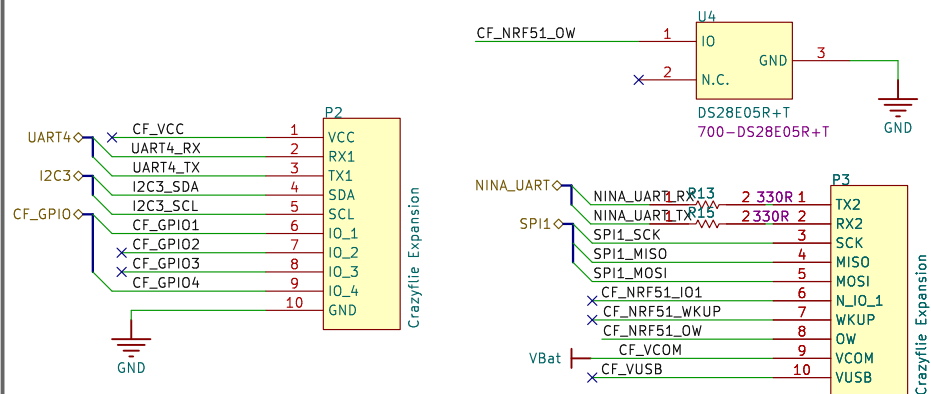 U4
CF_NRF51_OW
1
IO
GND
3
2
N.C.
DS28E05R+T
700-DS28E05R+T
GND
P2
UART4
CF_VCC
1
VCC
UART4_RX
2
RX1
UART4_TX
3
TX1
I2C3
I2C3_SDA
4
SDA
I2C3_SCL
5
SCL
CF_GPIO
CF_GPIO1
6
IO_1
CF_GPIO2
7
IO_2
CF_GPIO3
8
IO_3
CF_GPIO4
9
IO_4
10
GND
GND
Crazyflie Expansion
P3
NINA_UART
NINA_UART_RX
1
R13
2
330R
1
TX2
NINA_UART_TX
1
R15
2
330R
2
RX2
SPI1
SPI1_SCK
3
SCK
SPI1_MISO
4
MISO
SPI1_MOSI
5
MOSI
CF_NRF51_IO1
6
N_IO_1
CF_NRF51_WKUP
7
WKUP
CF_NRF51_OW
8
OW
VBat
CF_VCOM
9
VCOM
CF_VUSB
10
VUSB
Crazyflie Expansion